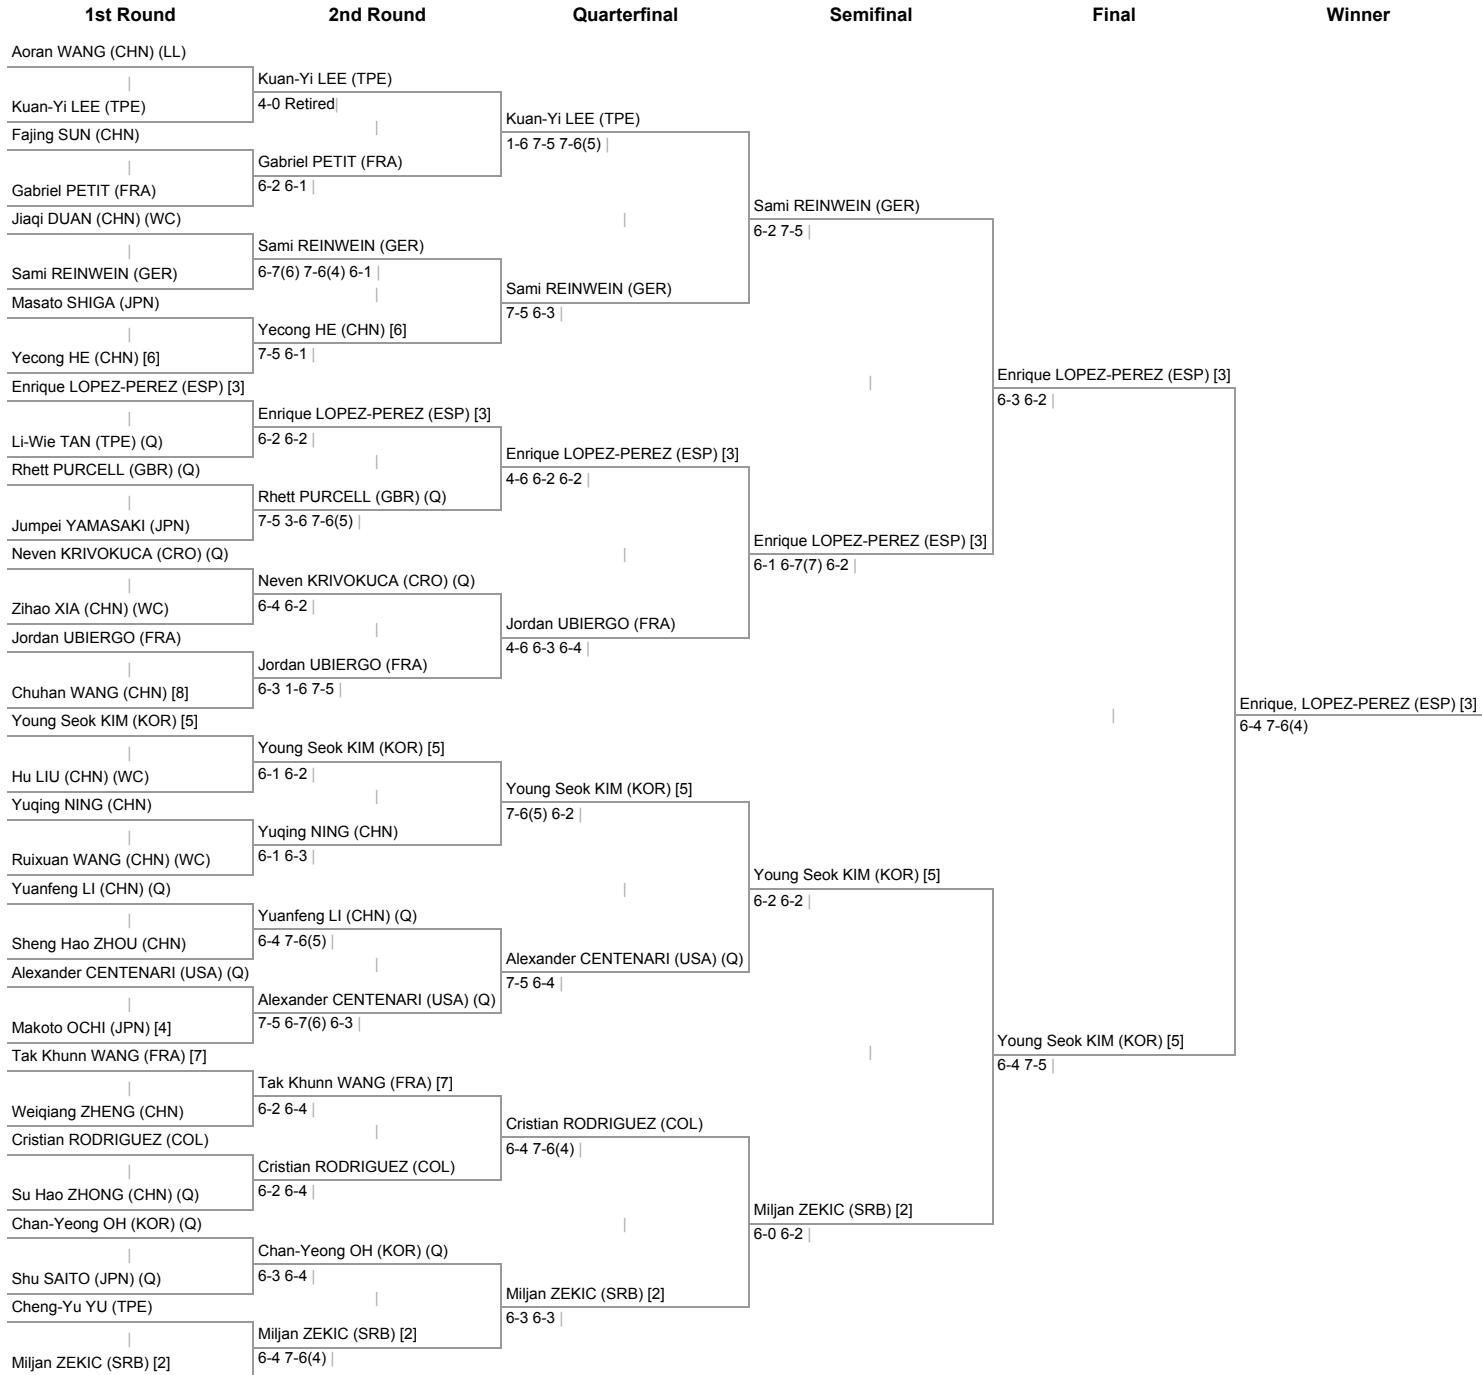 1st Round
2nd Round
Quarterfinal
Semifinal
Final
Winner
Aoran WANG (CHN) (LL)
Kuan-Yi LEE (TPE)
Fajing SUN (CHN)
Gabriel PETIT (FRA)
Jiaqi DUAN (CHN) (WC)
Sami REINWEIN (GER)
Masato SHIGA (JPN)
Yecong HE (CHN) [6]
Enrique LOPEZ-PEREZ (ESP) [3]
Li-Wie TAN (TPE) (Q)
Rhett PURCELL (GBR) (Q)
Jumpei YAMASAKI (JPN)
Neven KRIVOKUCA (CRO) (Q)
Zihao XIA (CHN) (WC)
Jordan UBIERGO (FRA)
Chuhan WANG (CHN) [8]
Young Seok KIM (KOR) [5]
Hu LIU (CHN) (WC)
Yuqing NING (CHN)
Ruixuan WANG (CHN) (WC)
Yuanfeng LI (CHN) (Q)
Sheng Hao ZHOU (CHN)
Alexander CENTENARI (USA) (Q)
Makoto OCHI (JPN) [4]
Tak Khunn WANG (FRA) [7]
Weiqiang ZHENG (CHN)
Cristian RODRIGUEZ (COL)
Su Hao ZHONG (CHN) (Q)
Chan-Yeong OH (KOR) (Q)
Shu SAITO (JPN) (Q)
Cheng-Yu YU (TPE)
Miljan ZEKIC (SRB) [2]
Kuan-Yi LEE (TPE)
4-0 Retired
Gabriel PETIT (FRA)
6-2 6-1
Sami REINWEIN (GER)
6-7(6) 7-6(4) 6-1
Yecong HE (CHN) [6]
7-5 6-1
Enrique LOPEZ-PEREZ (ESP) [3]
6-2 6-2
Rhett PURCELL (GBR) (Q)
7-5 3-6 7-6(5)
Neven KRIVOKUCA (CRO) (Q)
6-4 6-2
Jordan UBIERGO (FRA)
6-3 1-6 7-5
Young Seok KIM (KOR) [5]
6-1 6-2
Yuqing NING (CHN)
6-1 6-3
Yuanfeng LI (CHN) (Q)
6-4 7-6(5)
Alexander CENTENARI (USA) (Q)
7-5 6-7(6) 6-3
Tak Khunn WANG (FRA) [7]
6-2 6-4
Cristian RODRIGUEZ (COL)
6-2 6-4
Chan-Yeong OH (KOR) (Q)
6-3 6-4
Miljan ZEKIC (SRB) [2]
6-4 7-6(4)
Kuan-Yi LEE (TPE)
1-6 7-5 7-6(5)
Sami REINWEIN (GER)
7-5 6-3
Enrique LOPEZ-PEREZ (ESP) [3]
4-6 6-2 6-2
Jordan UBIERGO (FRA)
4-6 6-3 6-4
Young Seok KIM (KOR) [5]
7-6(5) 6-2
Alexander CENTENARI (USA) (Q)
7-5 6-4
Cristian RODRIGUEZ (COL)
6-4 7-6(4)
Miljan ZEKIC (SRB) [2]
6-3 6-3
Sami REINWEIN (GER)
6-2 7-5
Enrique LOPEZ-PEREZ (ESP) [3]
6-1 6-7(7) 6-2
Young Seok KIM (KOR) [5]
6-2 6-2
Miljan ZEKIC (SRB) [2]
6-0 6-2
Enrique LOPEZ-PEREZ (ESP) [3]
6-3 6-2
Young Seok KIM (KOR) [5]
6-4 7-5
Enrique, LOPEZ-PEREZ (ESP) [3]
6-4 7-6(4)